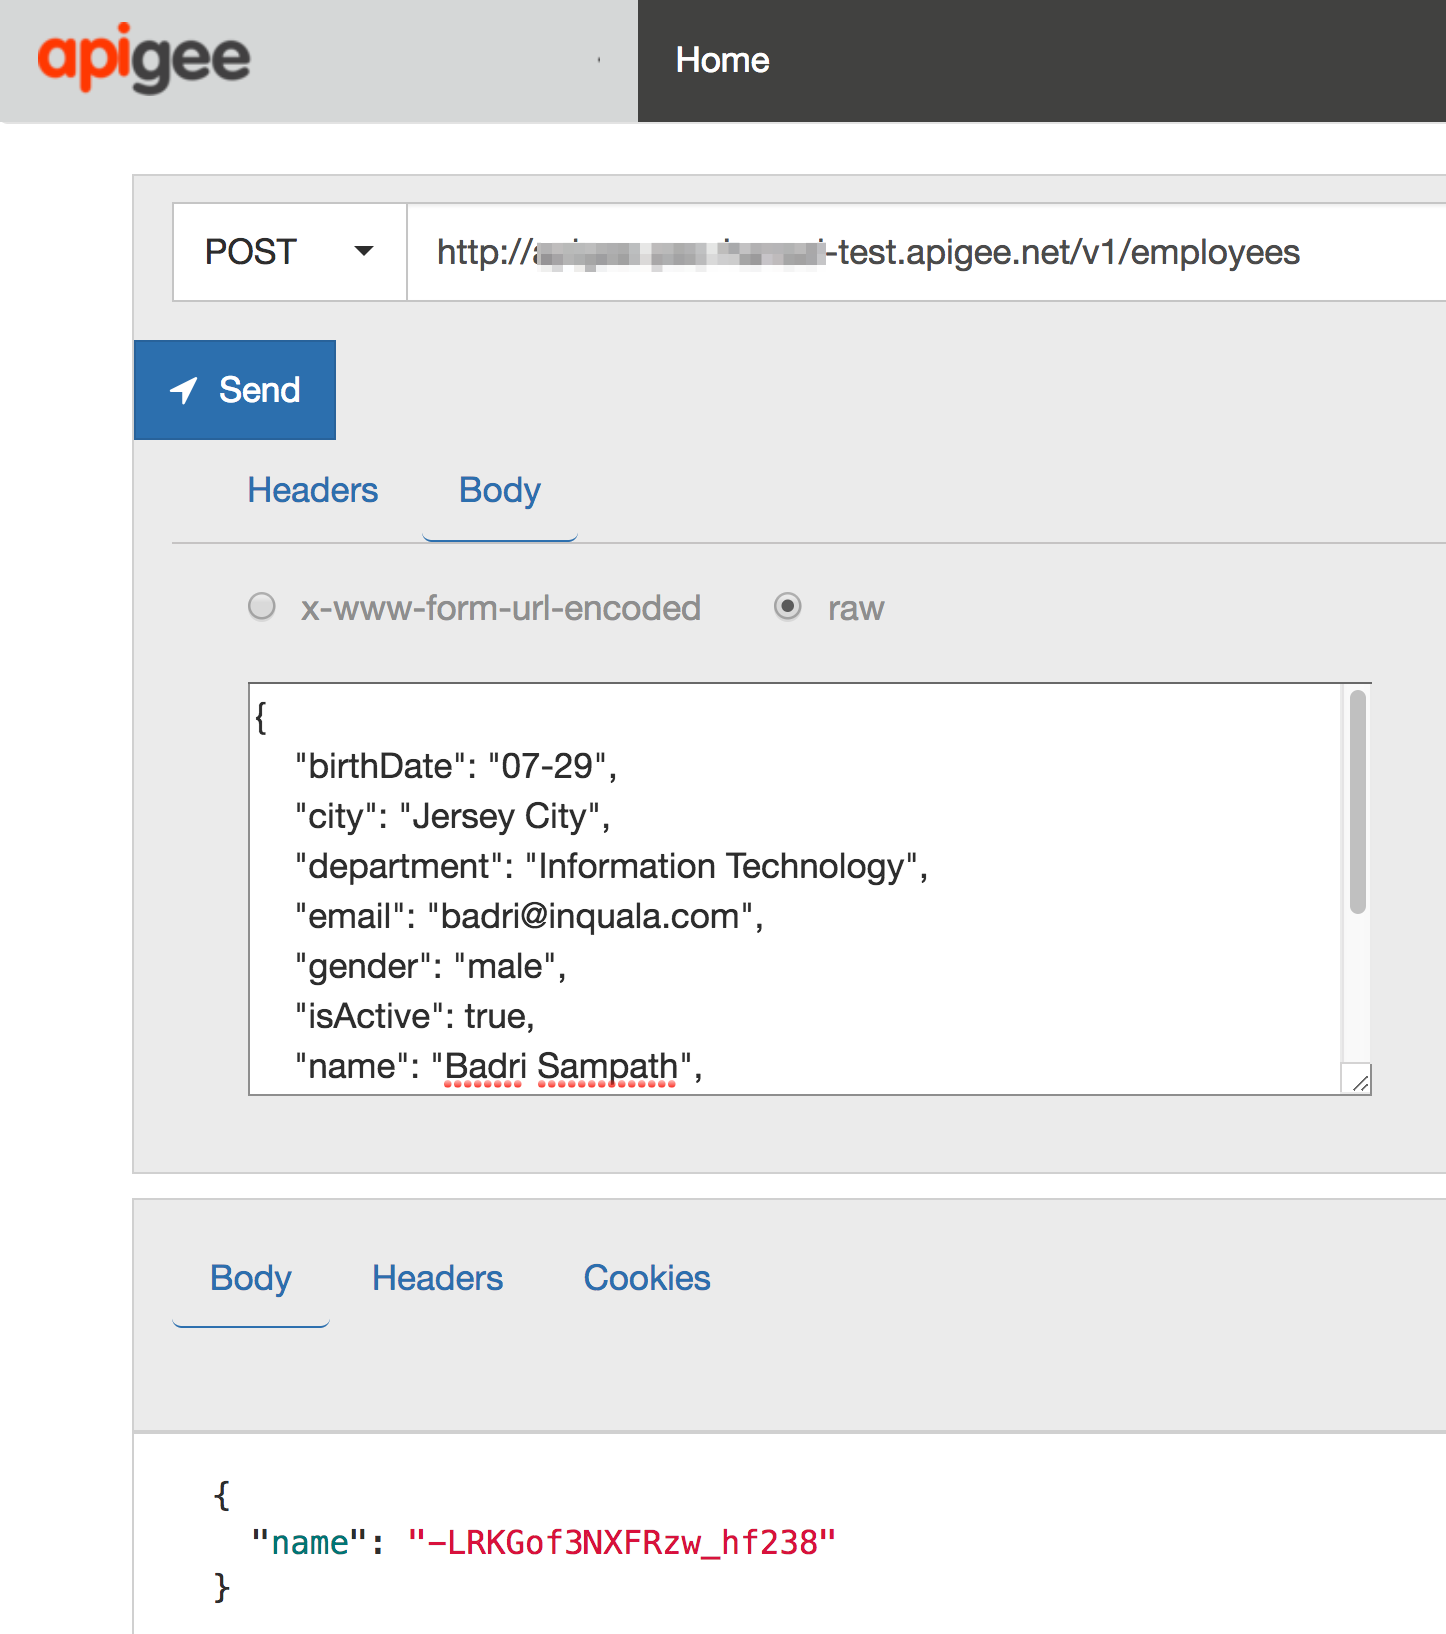 apigee
Home
POST
http:// -test.apigee.net/v1/employees
Send
Headers Body
x-www-form-url-encoded raw
{
"birthDate": "07-29",
"city": "Jersey City",
"department": "Information Technology",
"email": "badri@inquala.com",
"gender": "male",
"isActive": true,
"name": "Badri Sampath",
Body Headers Cookies
{
"name": "-LRKGof3NXFRzw_hf238"
}